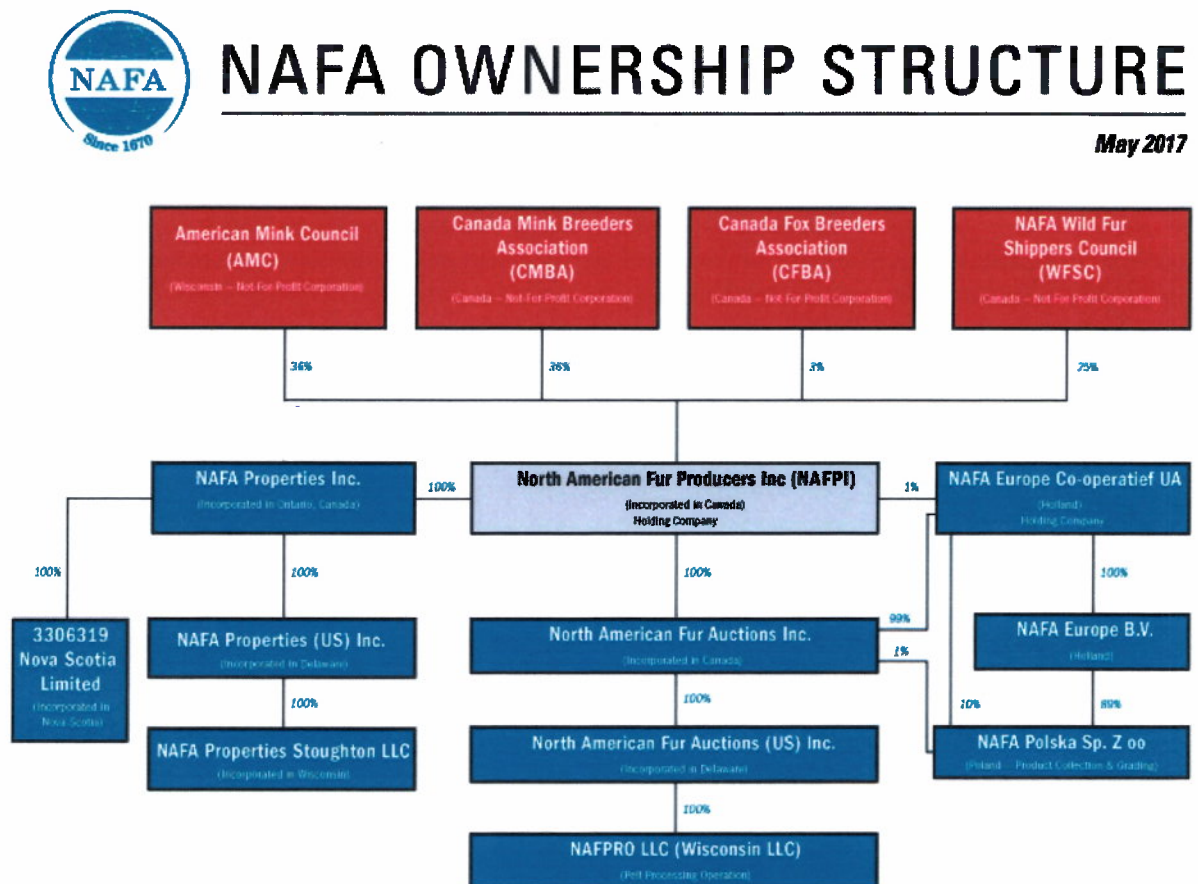 NAFA
Since 1670
NAFA OWNERSHIP STRUCTURE
May 2017
American Mink Council
(AMC)
(Wisconsin – Not For Profit Corporation)
Canada Mink Breeders
Association
(CMBA)
(Canada – Not-For Profit Corporation)
Canada Fox Breeders
Association
(CFBA)
(Canada – Not For Profit Corporation)
NAFA Wild Fur
Shippers Council
(WFSC)
(Canada – Not For Profit Corporation)
36%
36%
3%
25%
NAFA Properties Inc.
(Incorporated in Ontario, Canada)
100%
North American Fur Producers Inc (NAFPI)
(Incorporated in Canada)
Holding Company
1%
NAFA Europe Co-operatief UA
(Holland)
Holding Company
100%
100%
100%
100%
3306319
Nova Scotia
Limited
(Incorporated in
Nova Scotia)
NAFA Properties (US) Inc.
(Incorporated in Delaware)
North American Fur Auctions Inc.
(Incorporated in Canada)
99%
1%
NAFA Europe B.V.
(Holland)
100%
100%
10%
89%
NAFA Properties Stoughton LLC
(Incorporated in Wisconsin)
North American Fur Auctions (US) Inc.
(Incorporated in Delaware)
NAFA Polska Sp. Z oo
(Poland – Product Collection & Grading)
100%
NAFPRO LLC (Wisconsin LLC)
(Pelt Processing Operation)